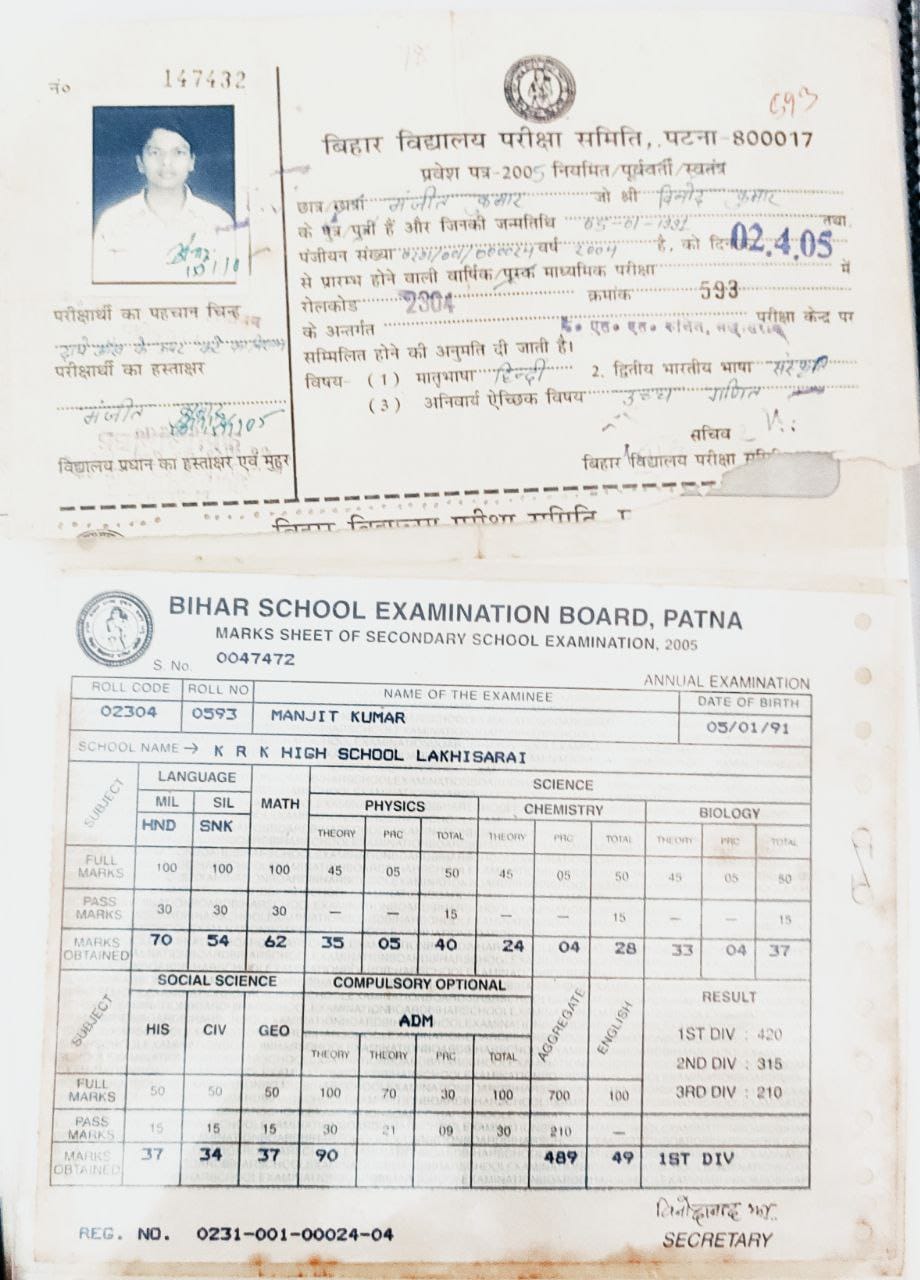 नं० 147432
693
बिहार विद्यालय परीक्षा समिति, पटना-800017
प्रवेश पत्र-2005 नियमित/पूर्ववर्ती/स्वतंत्र
छात्र/छात्रा मंजीत कुमार जो श्री विनोद कुमार
के पुत्र/पुत्री हैं और जिनकी जन्मतिथि 05-01-1991 तथा
पंजीयन संख्या वर्ष 2004 है, को दिनांक 02.4.05
से प्रारम्भ होने वाली वार्षिक/पूरक माध्यमिक परीक्षा में
रोलकोड 2304 क्रमांक 593
के अन्तर्गत परीक्षा केन्द्र पर
सम्मिलित होने की अनुमति दी जाती है।
विषय- (1) मातृभाषा हिन्दी 2. द्वितीय भारतीय भाषा संस्कृत
(3) अनिवार्य ऐच्छिक विषय उच्च गणित
सचिव
बिहार विद्यालय परीक्षा समिति
परीक्षार्थी का पहचान चिन्ह
परीक्षार्थी का हस्ताक्षर
मंजीत कुमार
विद्यालय प्रधान का हस्ताक्षर एवं मुहर
बिहार विद्यालय परीक्षा समिति
BIHAR SCHOOL EXAMINATION BOARD, PATNA
MARKS SHEET OF SECONDARY SCHOOL EXAMINATION, 2005
S. No. 0047472
ANNUAL EXAMINATION
ROLL CODE ROLL NO NAME OF THE EXAMINEE DATE OF BIRTH
02304 0593 MANJIT KUMAR 05/01/91
SCHOOL NAME → K R K HIGH SCHOOL LAKHISARAI
SUBJECT LANGUAGE MATH SCIENCE
MIL SIL PHYSICS CHEMISTRY BIOLOGY
HND SNK THEORY PRC TOTAL THEORY PRC TOTAL THEORY PRC TOTAL
FULL MARKS 100 100 100 45 05 50 45 05 50 45 05 50
PASS MARKS 30 30 30 — — 15 — — 15 — — 15
MARKS OBTAINED 70 54 62 35 05 40 24 04 28 33 04 37
SUBJECT SOCIAL SCIENCE COMPULSORY OPTIONAL AGGREGATE ENGLISH RESULT
HIS CIV GEO ADM 1ST DIV : 420
THEORY THEORY PRC TOTAL 2ND DIV : 315
3RD DIV : 210
FULL MARKS 50 50 50 100 70 30 100 700 100
PASS MARKS 15 15 15 30 21 09 30 210 —
MARKS OBTAINED 37 34 37 90 489 49 1ST DIV
REG. NO. 0231-001-00024-04
SECRETARY